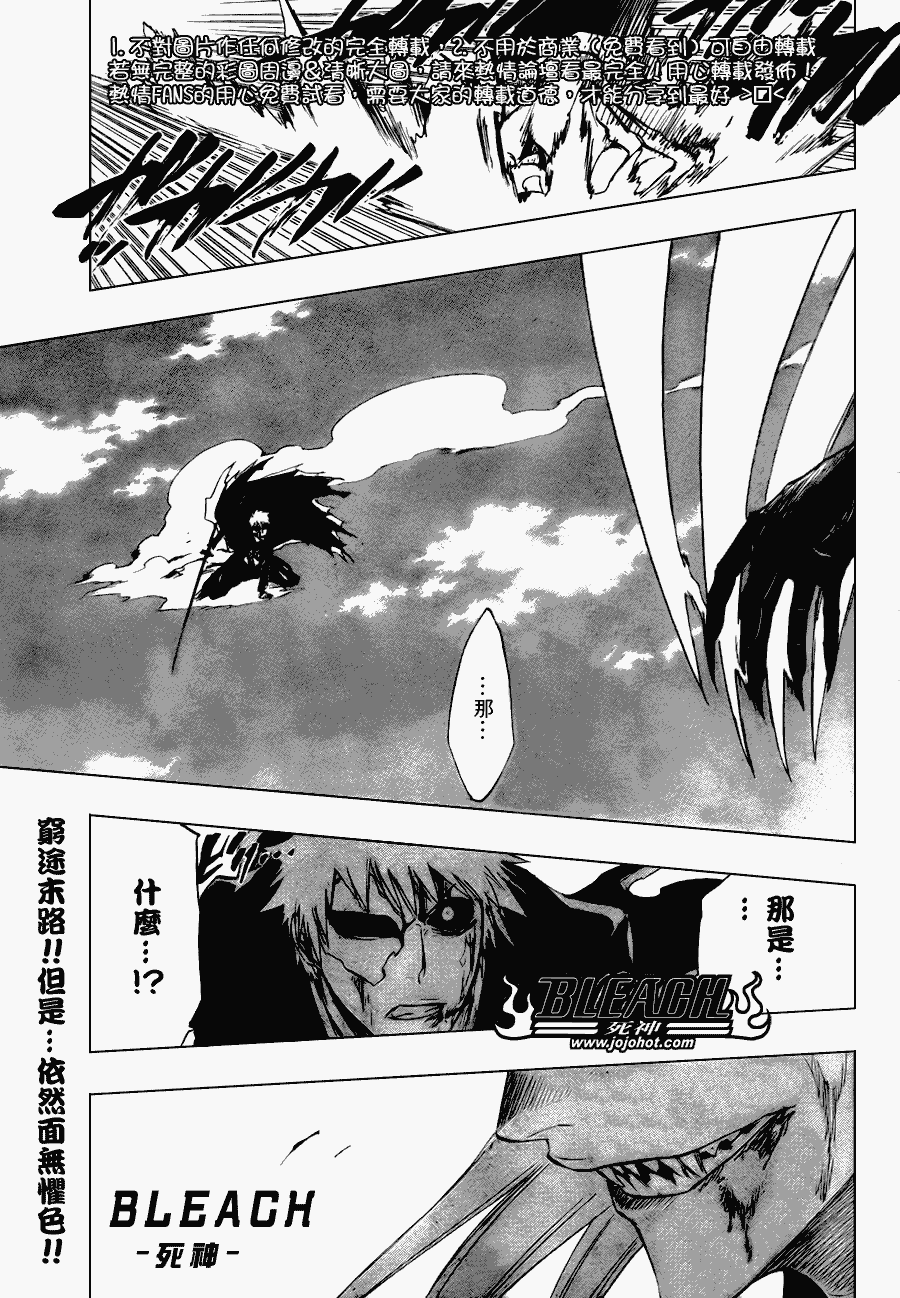 1. 不對圖片作任何修改的完全轉載，2. 不用於商業（免費看到）可自由轉載
若無完整的彩圖周漫&清晰大圖，請來熱情論壇看最完全！用心轉載發佈！
熱情FANS的用心免費試看，需要大家的轉載道德，才能分享到最好 >口<
…那…
那是…
…
什麼…!?
BLEACH
死神
www.jojohot.com
窮途末路!!但是…依然面無懼色!!
BLEACH
-死神-